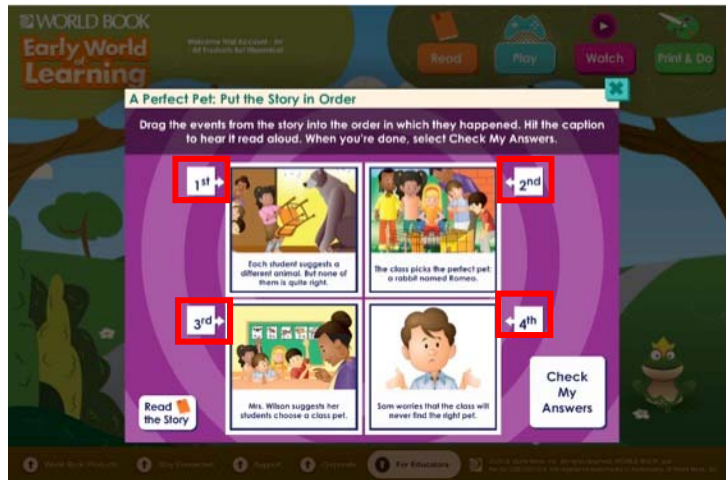 WORLD BOOK
Early World
of
Learning
Read
Play
Watch
Print & Do
A Perfect Pet: Put the Story in Order
Drag the events from the story into the order in which they happened. Hit the caption
to hear it read aloud. When you're done, select Check My Answers.
1st
2nd
Each student suggests a
different animal. But none of
them is quite right.
The class picks the perfect pet:
a rabbit named Romeo.
3rd
4th
Mrs. Wilson suggests her
students choose a class pet.
Sam worries that the class will
never find the right pet.
Read
the Story
Check
My
Answers
World Book Products
Support
For Educators